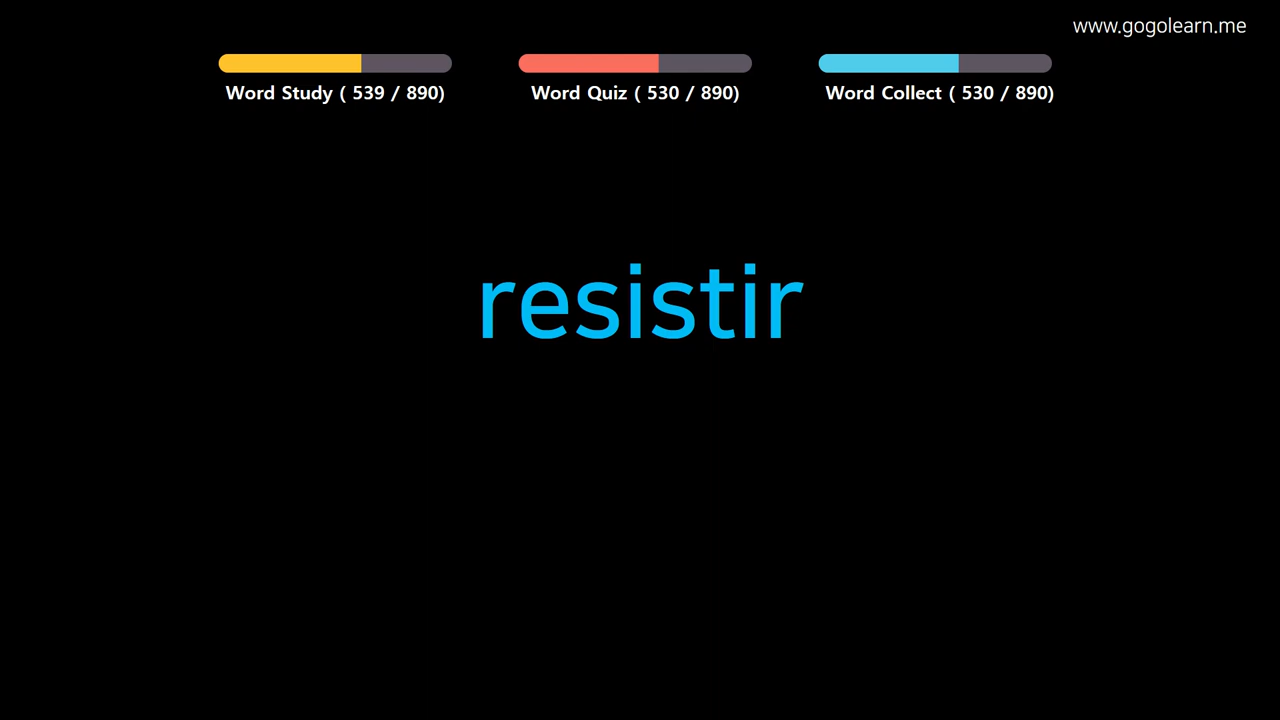 www.gogolearn.me
Word Study ( 539 / 890)
Word Quiz ( 530 / 890)
Word Collect ( 530 / 890)
resistir